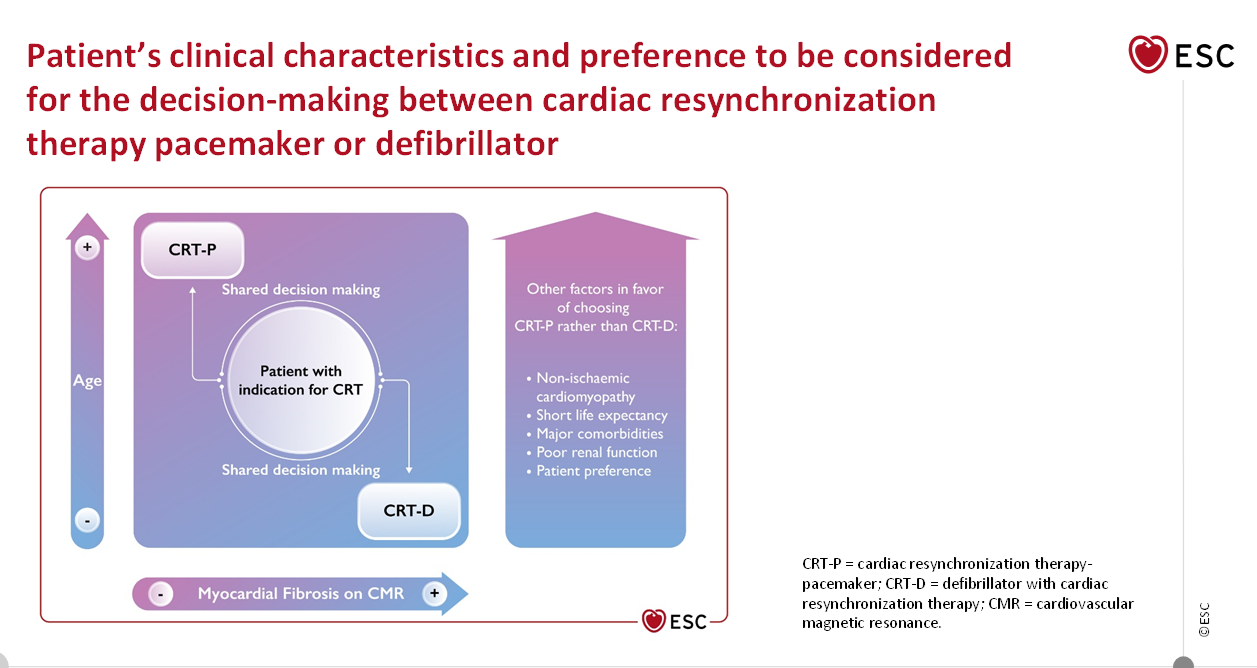 Patient’s clinical characteristics and preference to be considered
for the decision-making between cardiac resynchronization
therapy pacemaker or defibrillator
ESC
+
Age
-
CRT-P
Shared decision making
Patient with
indication for CRT
Shared decision making
CRT-D
- Myocardial Fibrosis on CMR +
Other factors in favor
of choosing
CRT-P rather than CRT-D:
• Non-ischaemic
cardiomyopathy
• Short life expectancy
• Major comorbidities
• Poor renal function
• Patient preference
ESC
CRT-P = cardiac resynchronization therapy-
pacemaker; CRT-D = defibrillator with cardiac
resynchronization therapy; CMR = cardiovascular
magnetic resonance.
© ESC